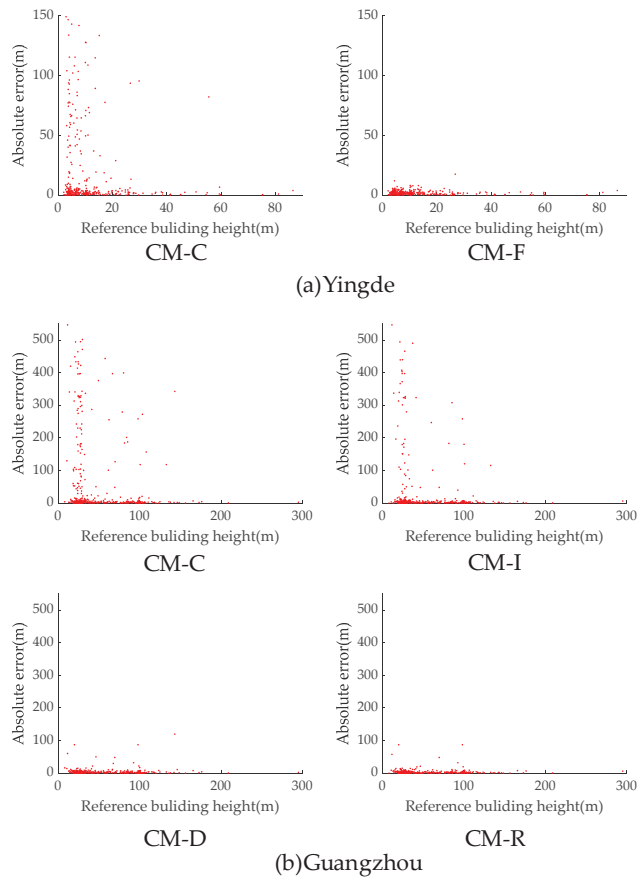 150
100
50
0
Absolute error(m)
0 20 40 60 80
Reference buliding height(m)
CM-C
150
100
50
0
Absolute error(m)
0 20 40 60 80
Reference buliding height(m)
CM-F
(a)Yingde
500
400
300
200
100
0
Absolute error(m)
0 100 200 300
Reference buliding height(m)
CM-C
500
400
300
200
100
0
Absolute error(m)
0 100 200 300
Reference buliding height(m)
CM-I
500
400
300
200
100
0
Absolute error(m)
0 100 200 300
Reference buliding height(m)
CM-D
500
400
300
200
100
0
Absolute error(m)
0 100 200 300
Reference buliding height(m)
CM-R
(b)Guangzhou